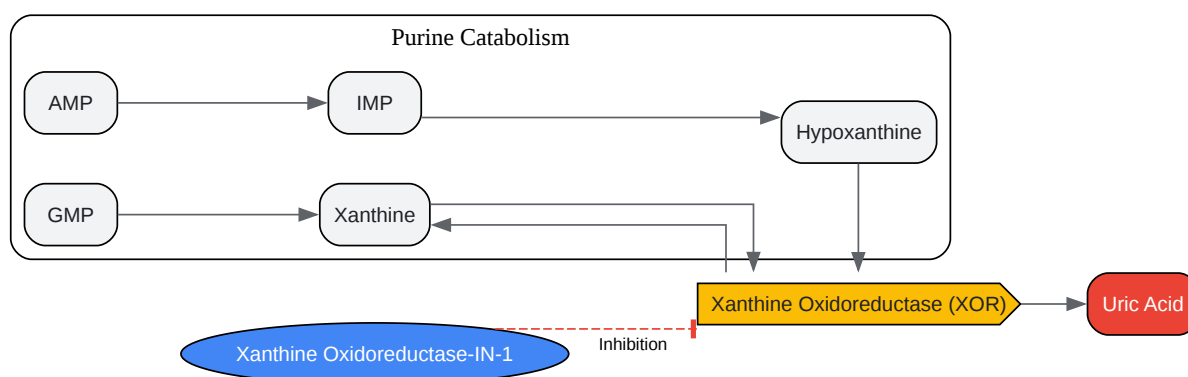 Purine Catabolism
AMP
IMP
Hypoxanthine
GMP
Xanthine
Xanthine Oxidoreductase (XOR)
Uric Acid
Inhibition
Xanthine Oxidoreductase-IN-1